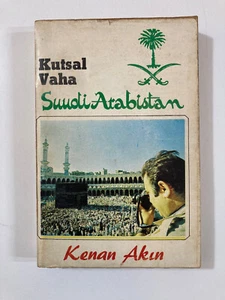 Kutsal
Vaha
Suudi Arabistan
Kenan Akın